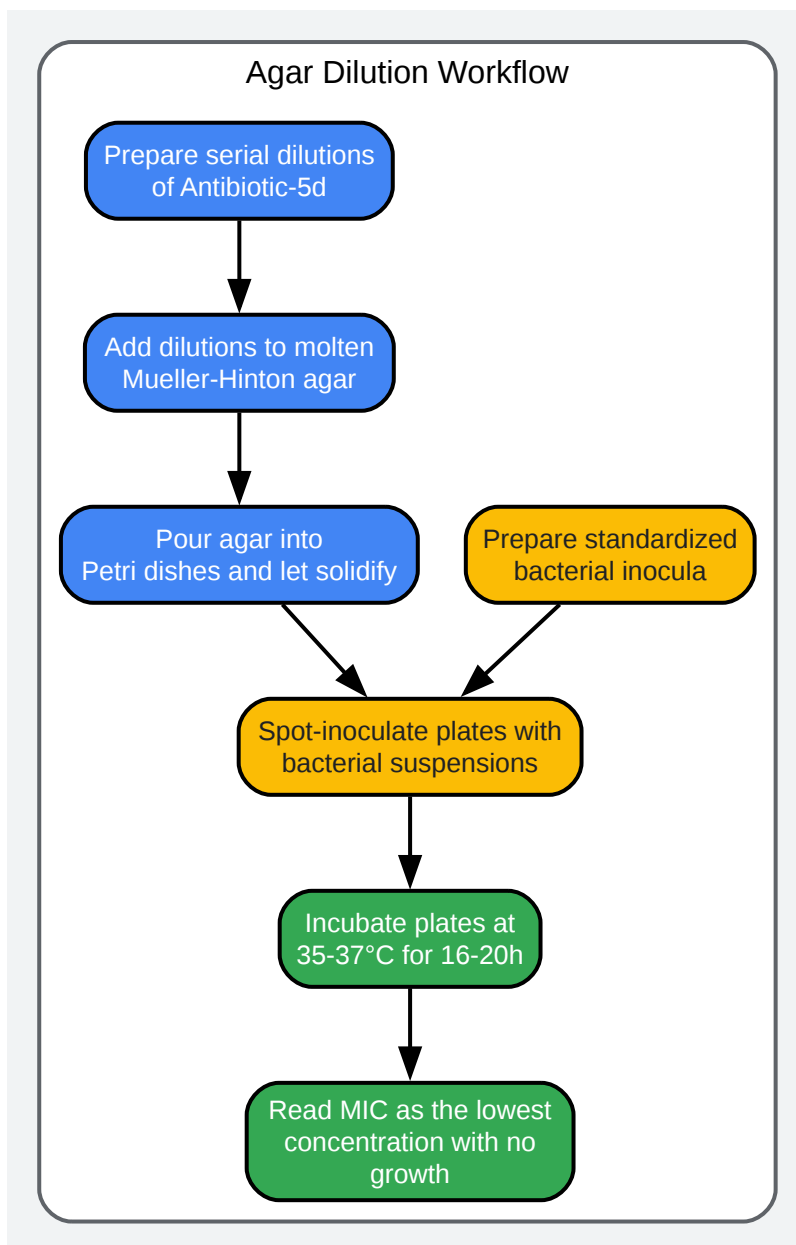 Agar Dilution Workflow
Prepare serial dilutions
of Antibiotic-5d
Add dilutions to molten
Mueller-Hinton agar
Pour agar into
Petri dishes and let solidify
Prepare standardized
bacterial inocula
Spot-inoculate plates with
bacterial suspensions
Incubate plates at
35-37°C for 16-20h
Read MIC as the lowest
concentration with no
growth